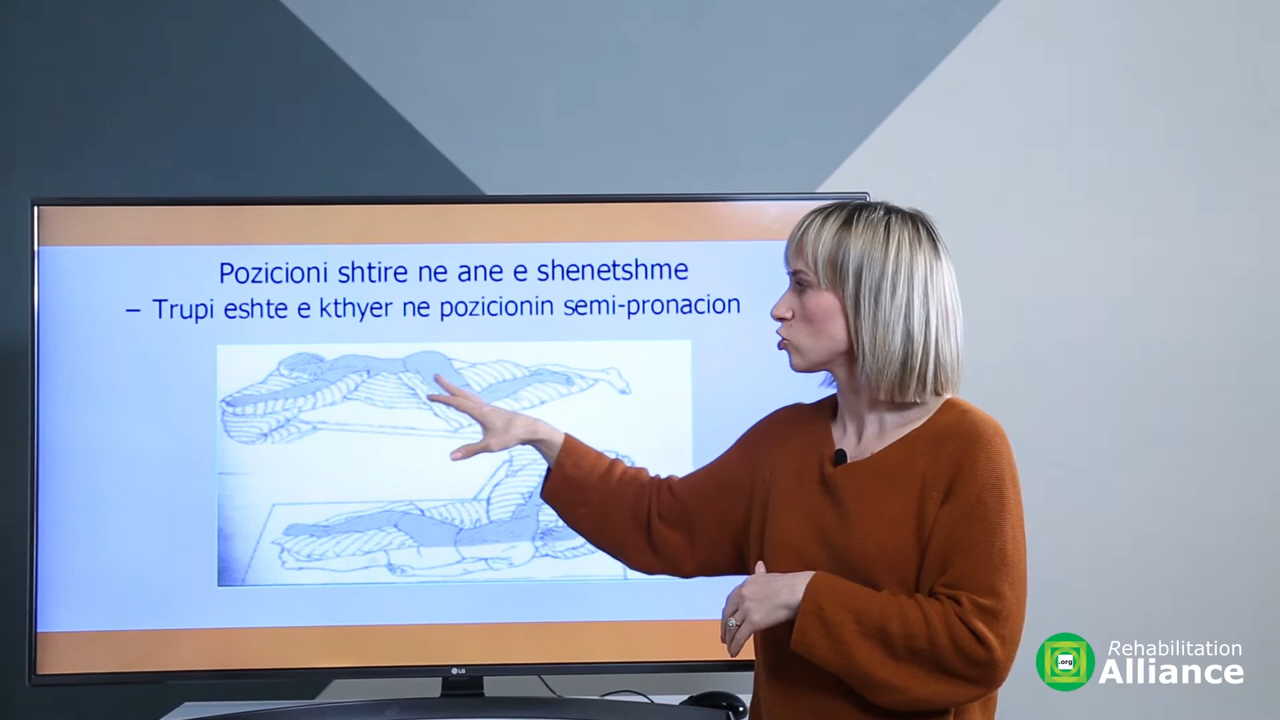 Pozicioni shtire ne ane e shenetshme
– Trupi eshte e kthyer ne pozicionin semi-pronacion
LG
.org
Rehabilitation
Alliance